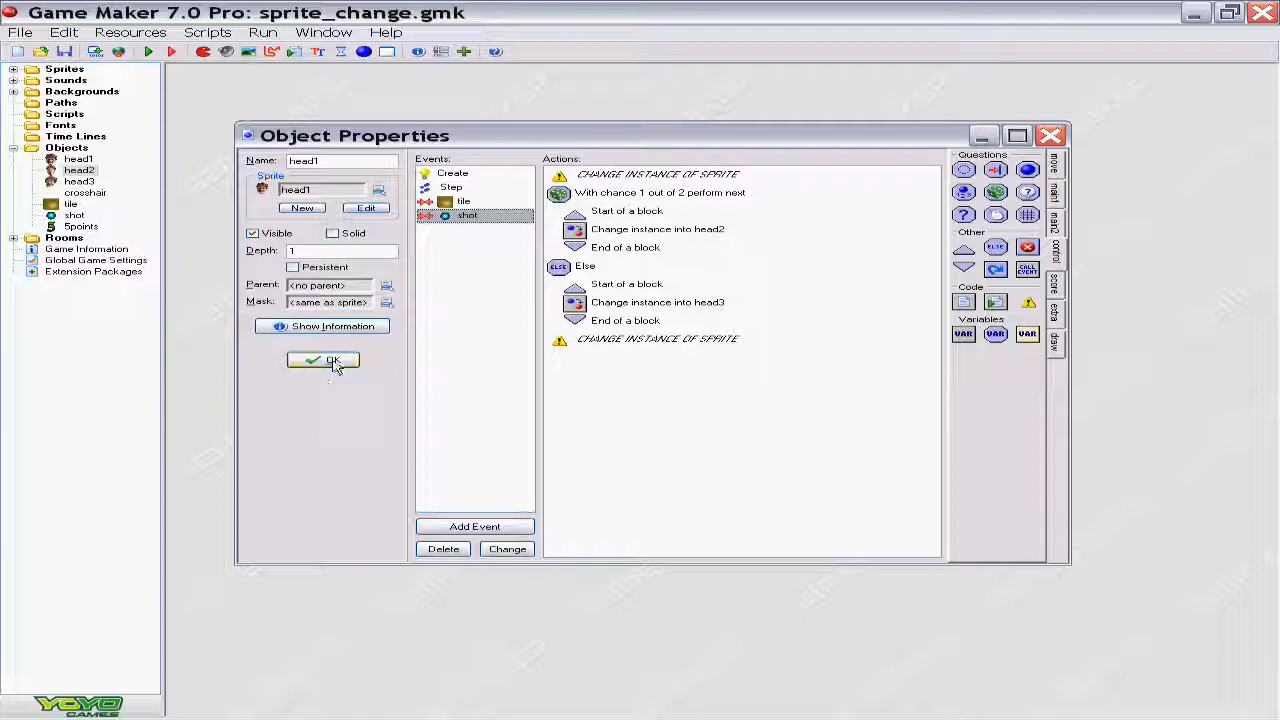 Game Maker 7.0 Pro: sprite_change.gmk
File Edit Resources Scripts Run Window Help
Sprites
Sounds
Backgrounds
Paths
Scripts
Fonts
Time Lines
Objects
head1
head2
head3
crosshair
tile
shot
5points
Rooms
Game Information
Global Game Settings
Extension Packages
YOYO
GAMES
Object Properties
Name: head1
Sprite
head1
New Edit
Visible Solid
Depth: 1
Persistent
Parent: <no parent>
Mask: <same as sprite>
Show Information
OK
Events:
Create
Step
tile
shot
Add Event
Delete Change
Actions:
CHANGE INSTANCE OF SPRITE
With chance 1 out of 2 perform next
Start of a block
Change instance into head2
End of a block
ELSE Else
Start of a block
Change instance into head3
End of a block
CHANGE INSTANCE OF SPRITE
Questions
Other
ELSE
CALL EVENT
Code
Variables
VAR VAR VAR
move
main1
main2
control
score
extra
draw